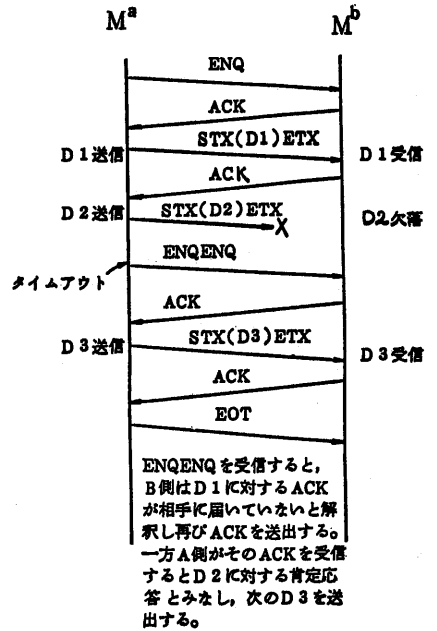 Mᵃ Mᵇ
ENQ
ACK
D1送信 STX(D1)ETX D1受信
ACK
D2送信 STX(D2)ETX X D2欠落
ENQENQ
タイムアウト
ACK
D3送信 STX(D3)ETX D3受信
ACK
EOT
ENQENQを受信すると,
B側はD1に対するACK
が相手に届いていないと解
釈し再びACKを送出する。
一方A側がそのACKを受信
するとD2に対する肯定応
答とみなし,次のD3を送
出する。